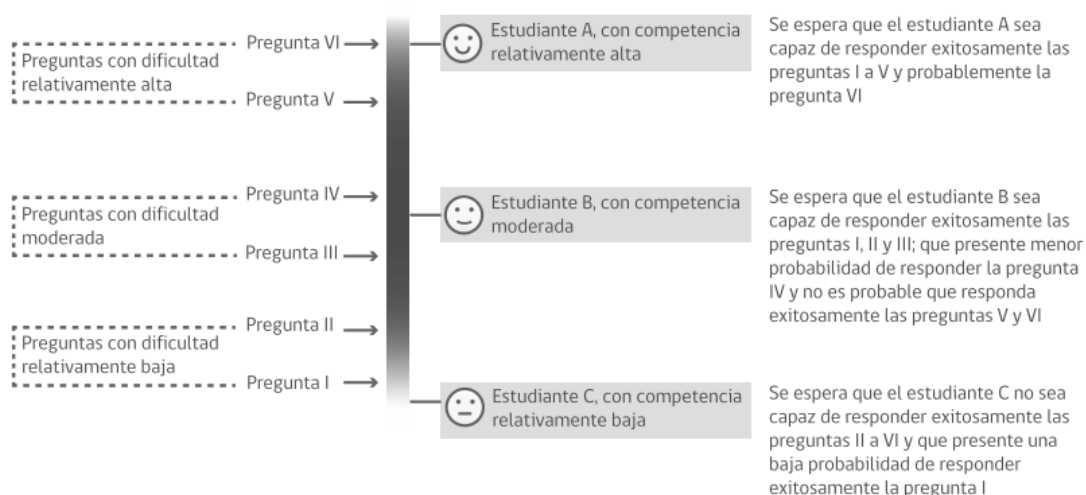 Pregunta VI
Preguntas con dificultad
relativamente alta
Pregunta V
Estudiante A, con competencia
relativamente alta
Se espera que el estudiante A sea
capaz de responder exitosamente las
preguntas I a V y probablemente la
pregunta VI
Pregunta IV
Preguntas con dificultad
moderada
Pregunta III
Estudiante B, con competencia
moderada
Se espera que el estudiante B sea
capaz de responder exitosamente las
preguntas I, II y III; que presente menor
probabilidad de responder la pregunta
IV y no es probable que responda
exitosamente las preguntas V y VI
Pregunta II
Preguntas con dificultad
relativamente baja
Pregunta I
Estudiante C, con competencia
relativamente baja
Se espera que el estudiante C no sea
capaz de responder exitosamente las
preguntas II a VI y que presente una
baja probabilidad de responder
exitosamente la pregunta I